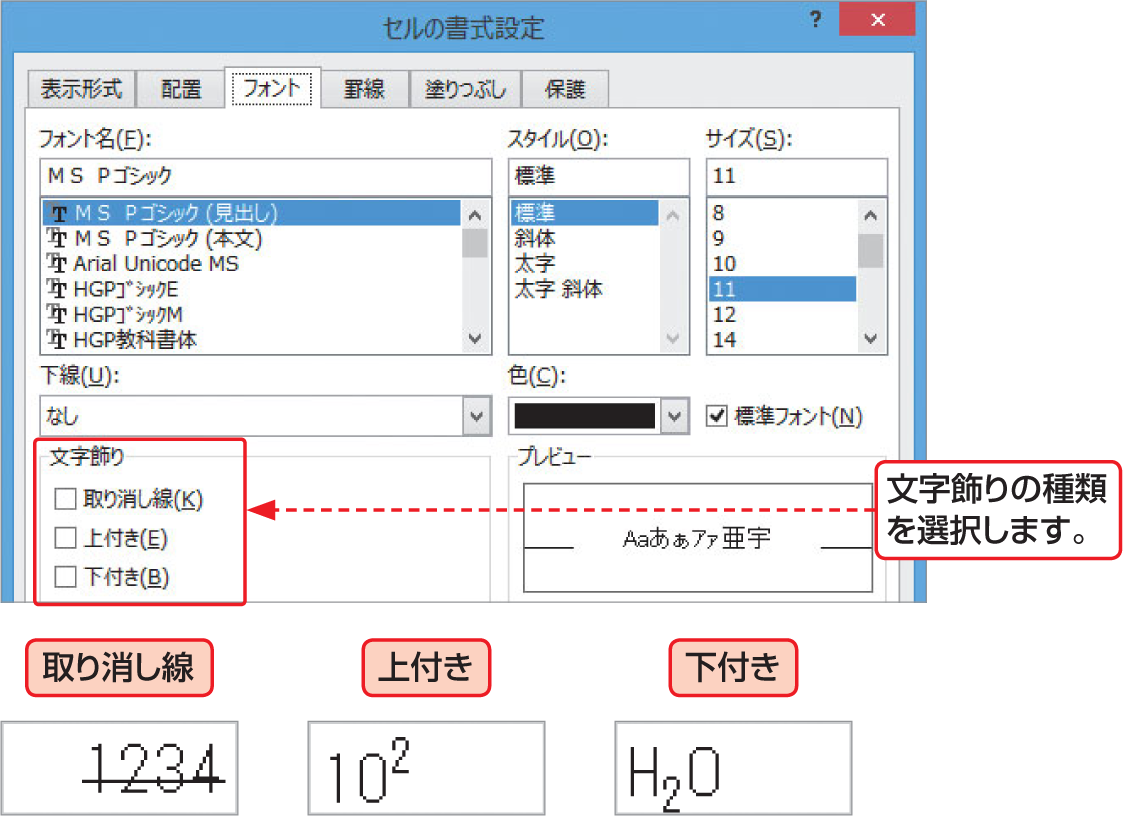 セルの書式設定
?
×
表示形式 配置 フォント 罫線 塗りつぶし 保護
フォント名(F): スタイル(O): サイズ(S):
ＭＳ Ｐゴシック 標準 11
ＭＳ Ｐゴシック (見出し) 標準 8
ＭＳ Ｐゴシック (本文) 斜体 9
Arial Unicode MS 太字 10
HGPｺﾞｼｯｸE 太字 斜体 11
HGPｺﾞｼｯｸM 12
HGP教科書体 14
下線(U): 色(C):
なし 標準フォント(N)
文字飾り プレビュー
取り消し線(K)
上付き(E)
下付き(B)
Aaあぁアァ亜宇
文字飾りの種類
を選択します。
取り消し線 上付き 下付き
1234 10² H₂O